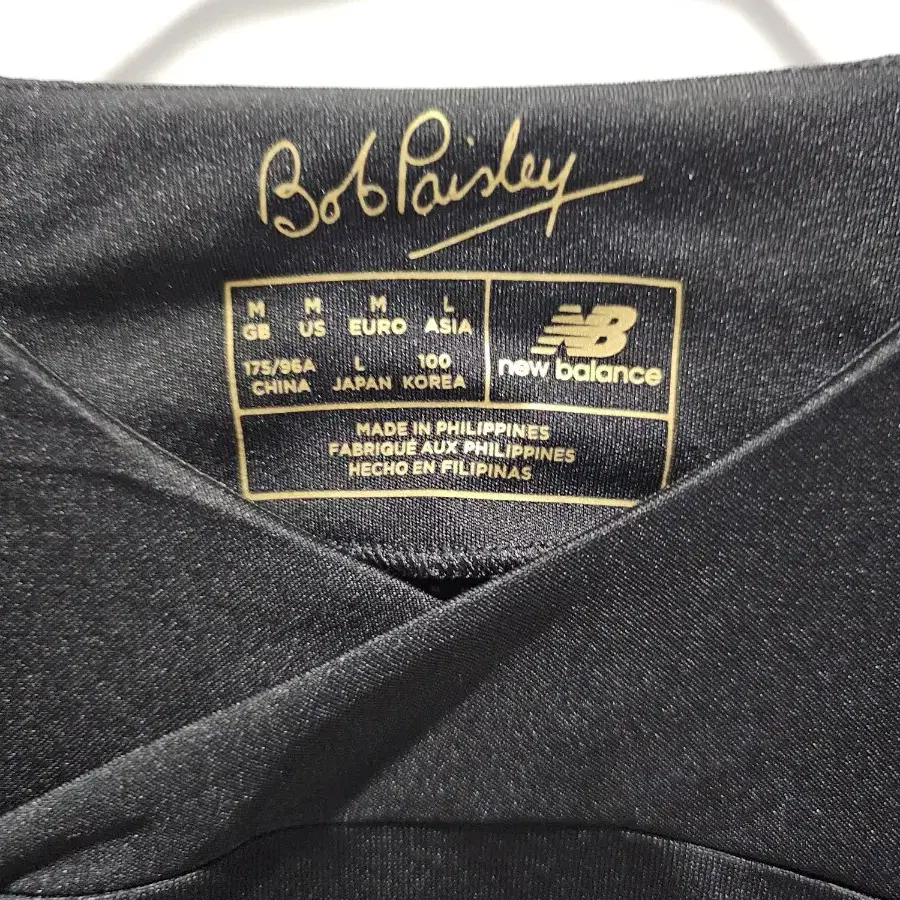 Bob Paisley
M M M L
GB US EURO ASIA
175/96A L 100
CHINA JAPAN KOREA
NB
new balance
MADE IN PHILIPPINES
FABRIQUÉ AUX PHILIPPINES
HECHO EN FILIPINAS